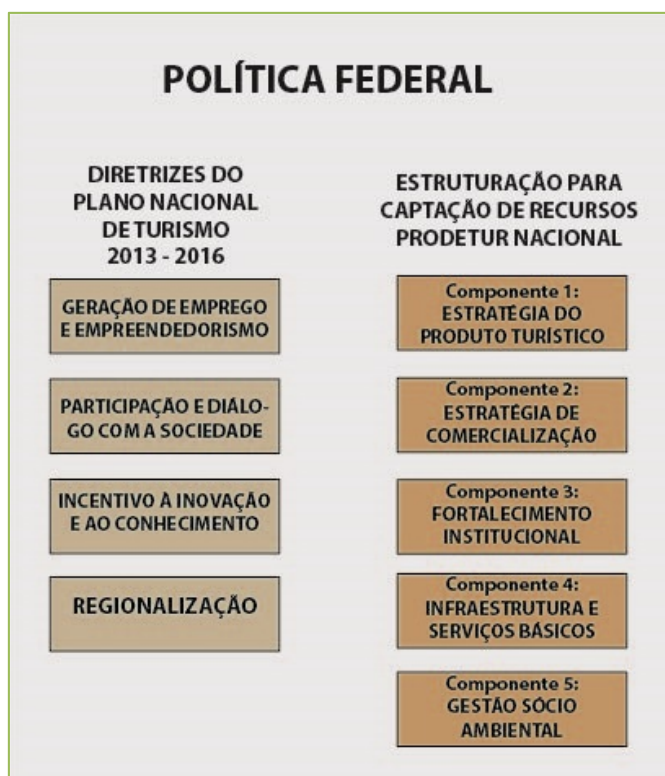 POLÍTICA FEDERAL
DIRETRIZES DO
PLANO NACIONAL
DE TURISMO
2013 - 2016
GERAÇÃO DE EMPREGO
E EMPREENDEDORISMO
PARTICIPAÇÃO E DIÁLO-
GO COM A SOCIEDADE
INCENTIVO À INOVAÇÃO
E AO CONHECIMENTO
REGIONALIZAÇÃO
ESTRUTURAÇÃO PARA
CAPTAÇÃO DE RECURSOS
PRODETUR NACIONAL
Componente 1:
ESTRATÉGIA DO
PRODUTO TURÍSTICO
Componente 2:
ESTRATÉGIA DE
COMERCIALIZAÇÃO
Componente 3:
FORTALECIMENTO
INSTITUCIONAL
Componente 4:
INFRAESTRUTURA E
SERVIÇOS BÁSICOS
Componente 5:
GESTÃO SÓCIO
AMBIENTAL